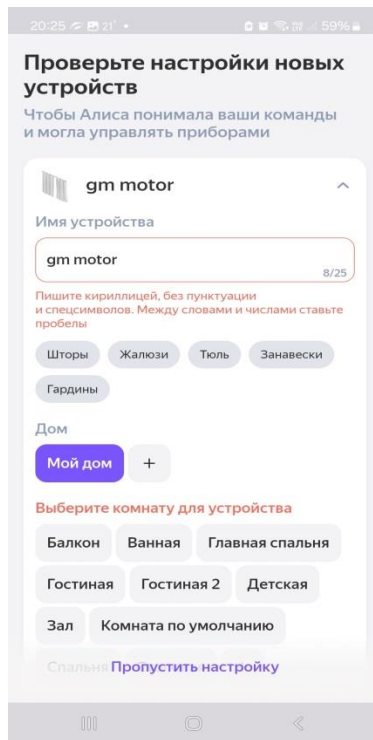 20:25 21° • 59%
Проверьте настройки новых
устройств
Чтобы Алиса понимала ваши команды
и могла управлять приборами
gm motor
Имя устройства
gm motor
8/25
Пишите кириллицей, без пунктуации
и спецсимволов. Между словами и числами ставьте
пробелы
Шторы Жалюзи Тюль Занавески
Гардины
Дом
Мой дом +
Выберите комнату для устройства
Балкон Ванная Главная спальня
Гостиная Гостиная 2 Детская
Зал Комната по умолчанию
Спальня Пропустить настройку